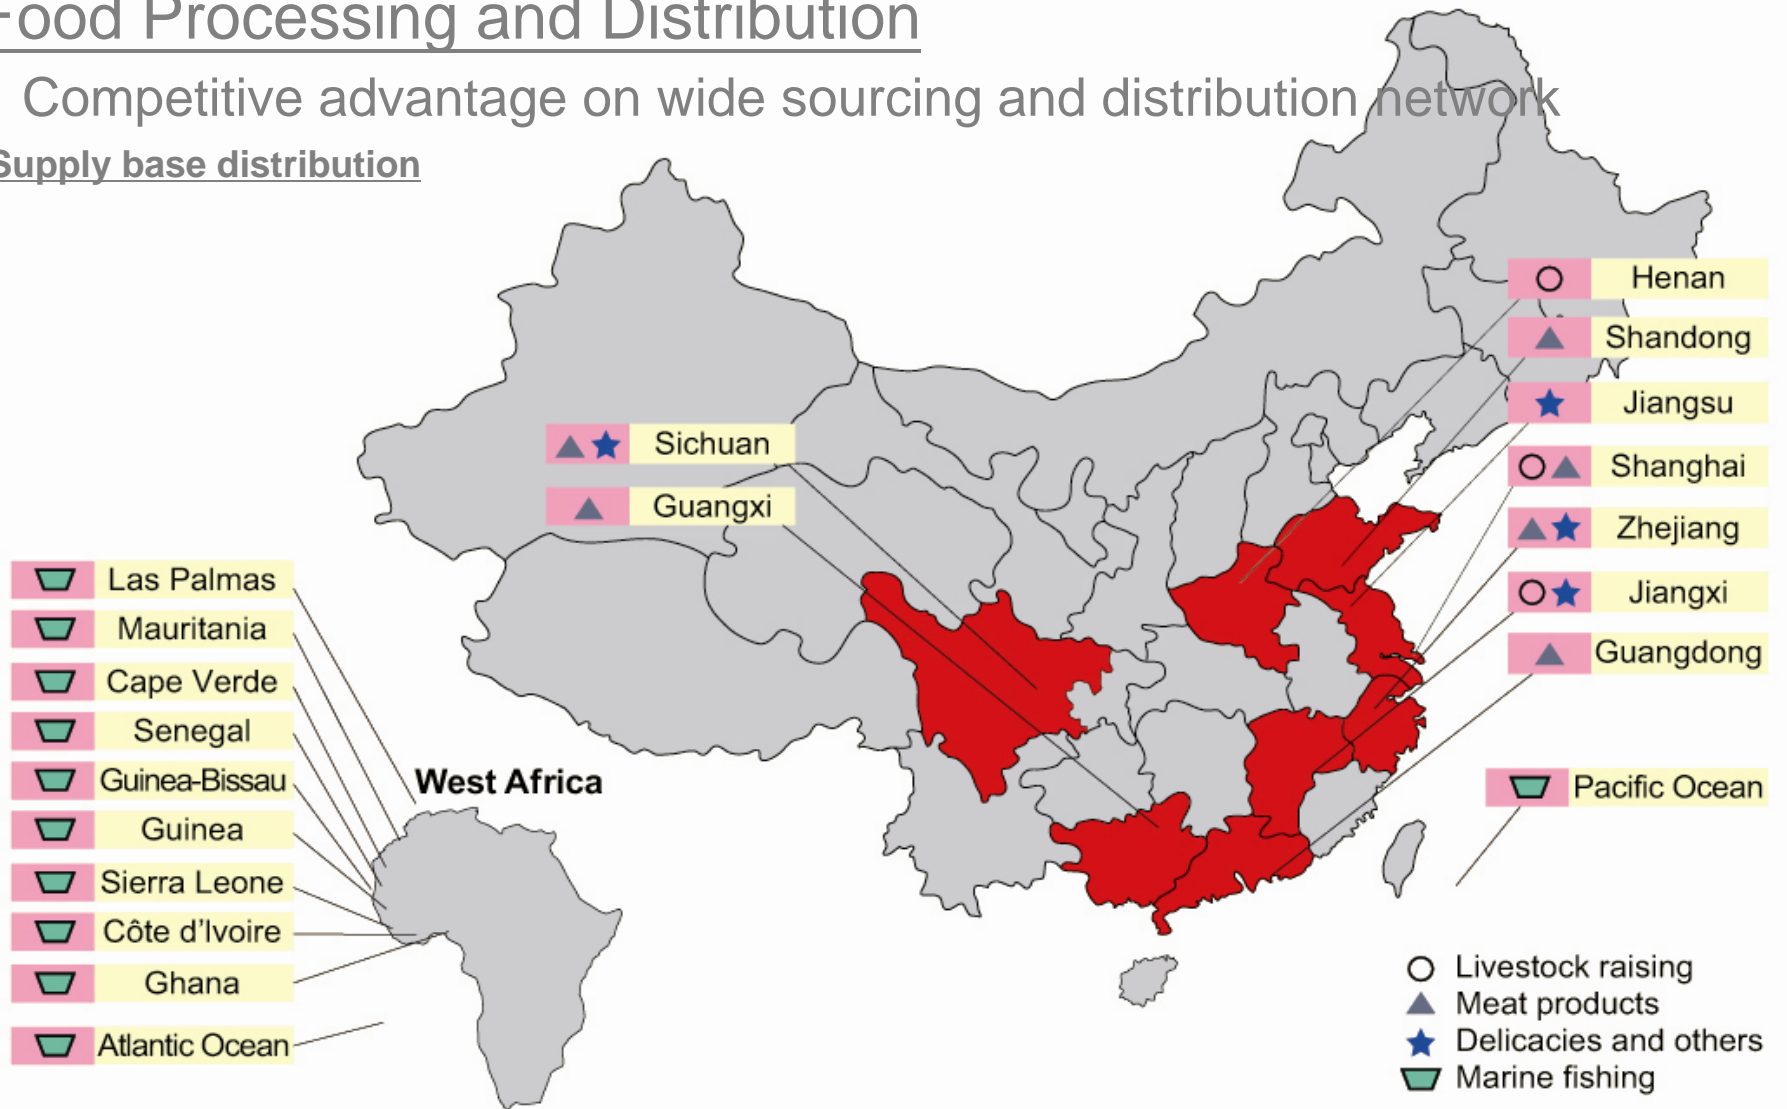 Food Processing and Distribution
Competitive advantage on wide sourcing and distribution network
Supply base distribution
Henan
Shandong
Jiangsu
Shanghai
Zhejiang
Jiangxi
Guangdong
Sichuan
Guangxi
Las Palmas
Mauritania
Cape Verde
Senegal
Guinea-Bissau
Guinea
Sierra Leone
Côte d'Ivoire
Ghana
Atlantic Ocean
West Africa
Pacific Ocean
Livestock raising
Meat products
Delicacies and others
Marine fishing